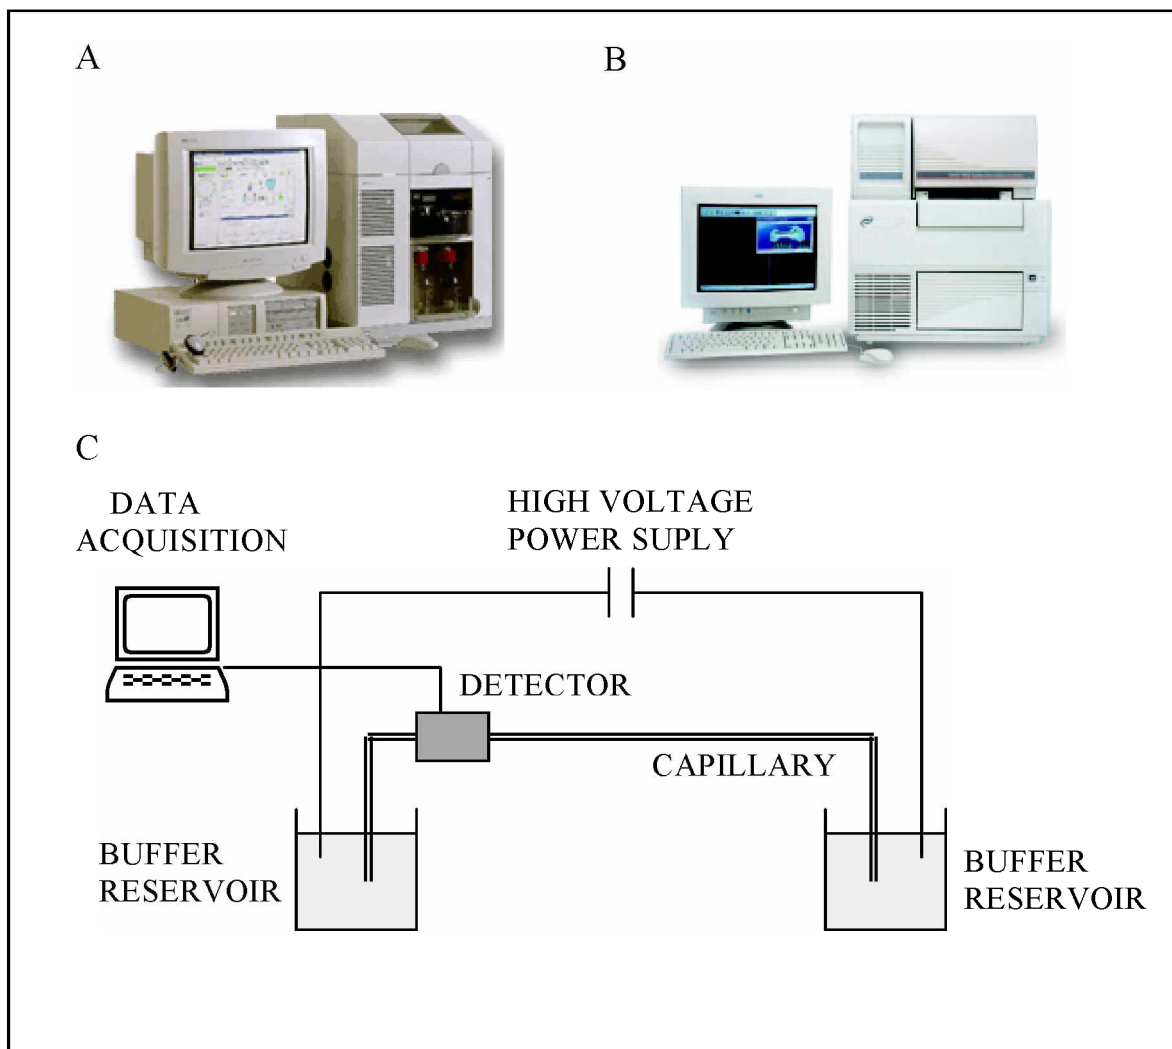 A
B
C
DATA
ACQUISITION
HIGH VOLTAGE
POWER SUPLY
DETECTOR
CAPILLARY
BUFFER
RESERVOIR
BUFFER
RESERVOIR